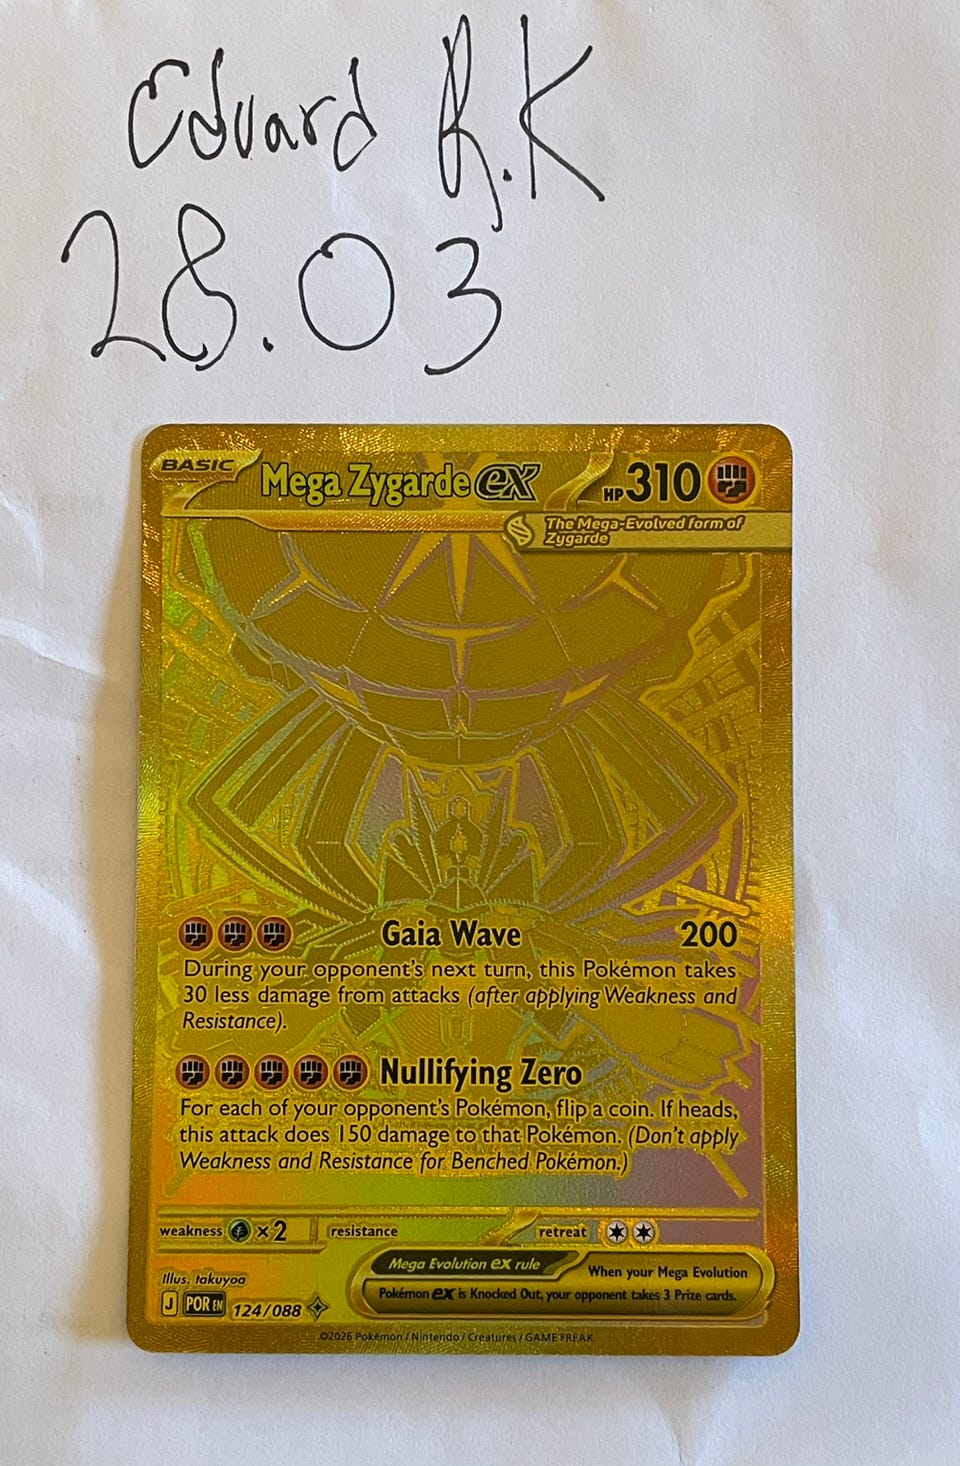 Eduard R.K
28.03
BASIC Mega Zygarde ex HP 310
The Mega-Evolved form of
Zygarde
Gaia Wave 200
During your opponent's next turn, this Pokémon takes
30 less damage from attacks (after applying Weakness and
Resistance).
Nullifying Zero
For each of your opponent's Pokémon, flip a coin. If heads,
this attack does 150 damage to that Pokémon. (Don't apply
Weakness and Resistance for Benched Pokémon.)
weakness ×2 resistance retreat
Mega Evolution ex rule When your Mega Evolution
Pokémon ex is Knocked Out, your opponent takes 3 Prize cards.
Illus. takuyoa
J POR EN 124/088
©2026 Pokémon / Nintendo / Creatures / GAME FREAK